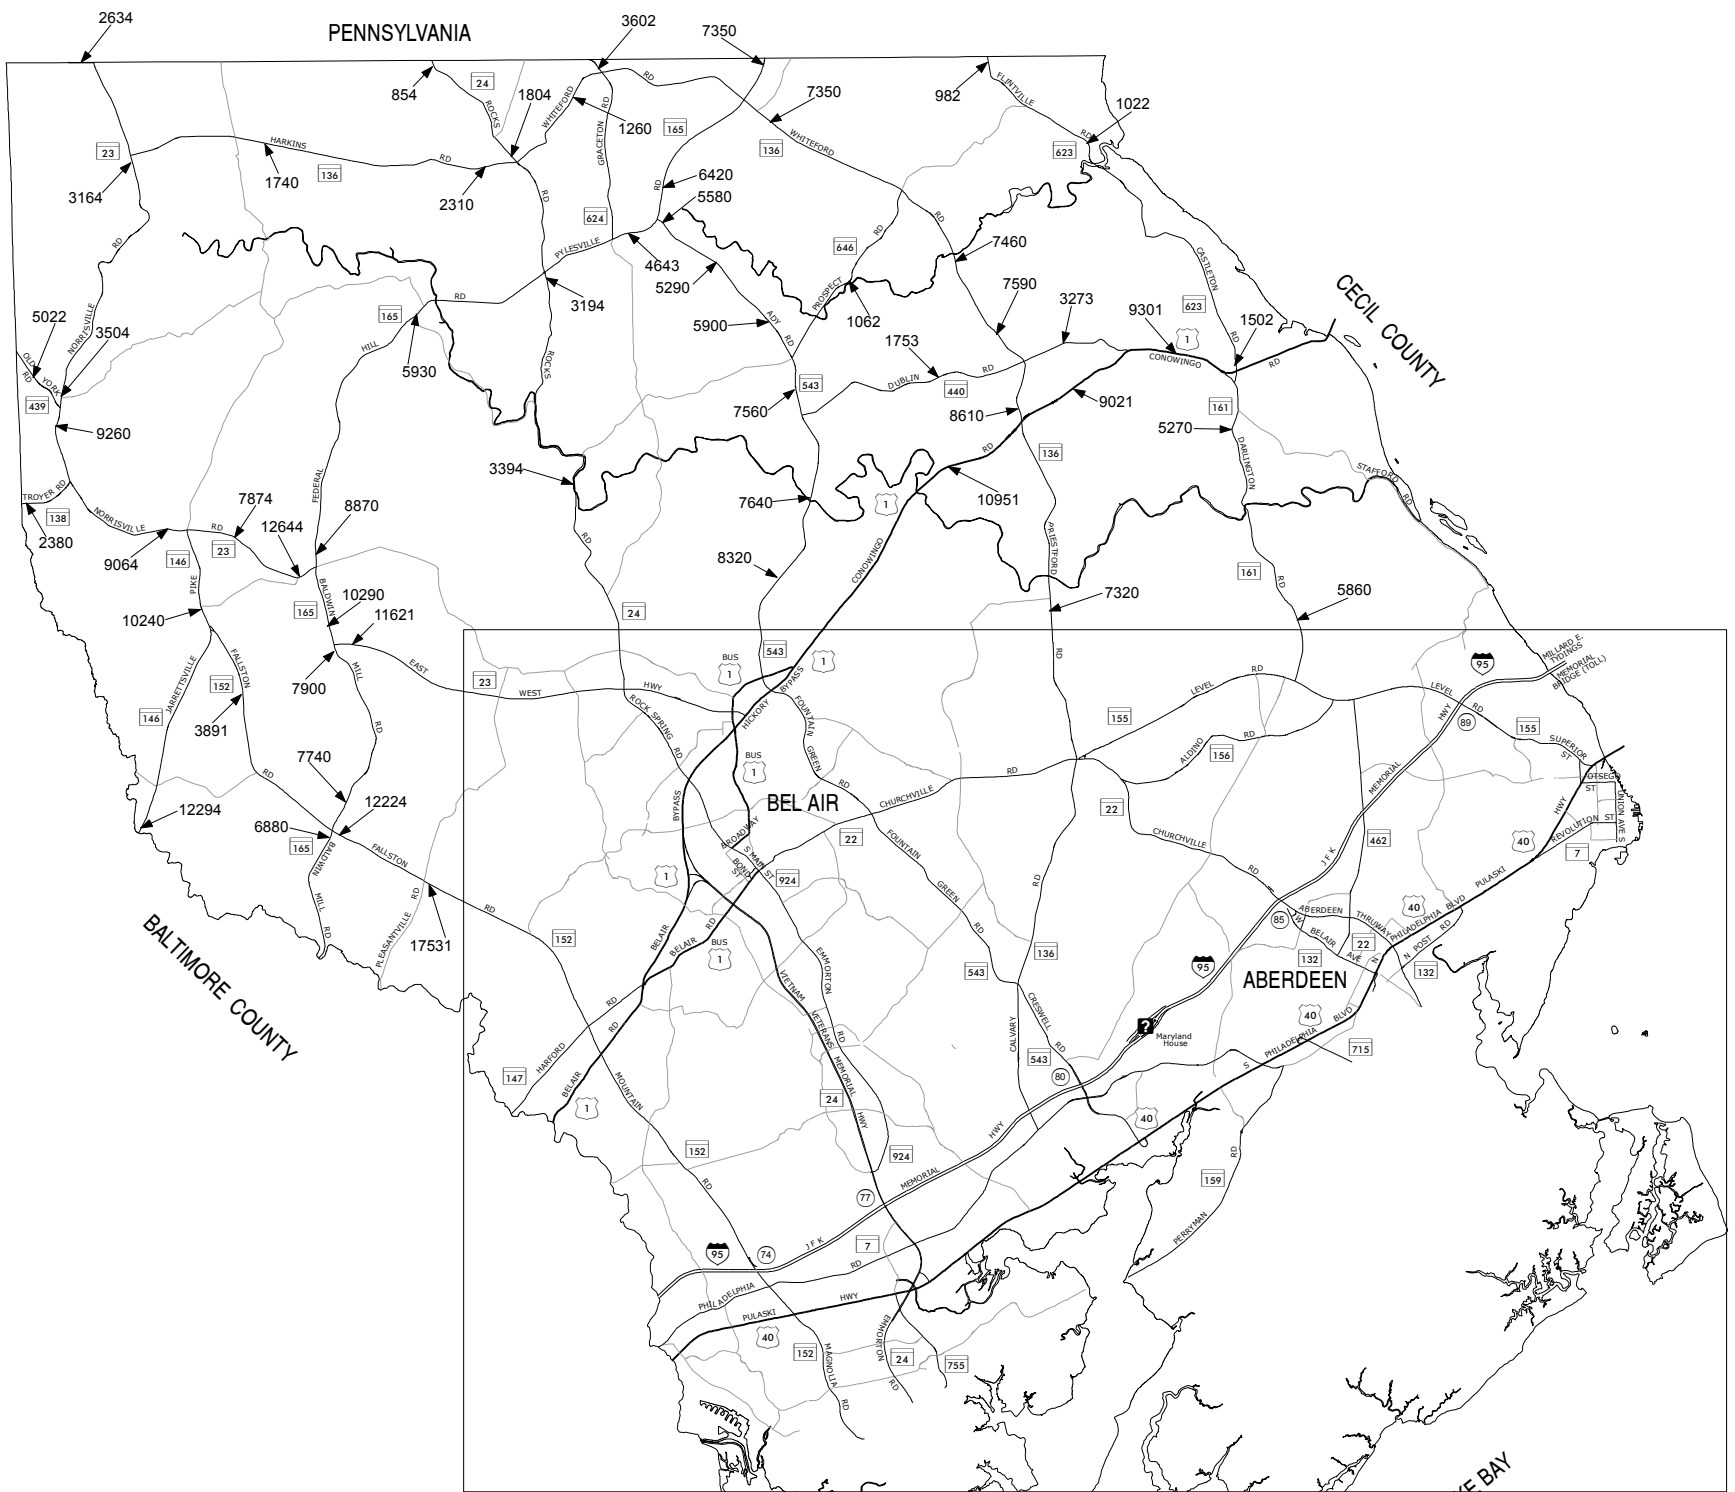 2634
PENNSYLVANIA
3602
7350
854
24
ROCKS
1804
WHITEFORD
RD
1260
GRACETON
RD
165
7350
WHITEFORD
136
982
FLINTVILLE
RD
1022
623
23
HARKINS
RD
136
1740
2310
3164
RD
624
RD
6420
5580
PYLESVILLE
4643
5290
646
RD
RD
7460
CASTLETON
RD
5022
3504
NORRISVILLE
OLD
YORK
RD
439
165
RD
HILL
5930
3194
ROCKS
5900
ADY
RD
PROSPECT
1062
7590
3273
9301
1
623
RD
1502
CONOWINGO
RD
CECIL COUNTY
1753
DUBLIN
440
RD
543
7560
9260
8610
9021
161
5270
DARLINGTON
TROYER RD
138
2380
NORRISVILLE
RD
9064
23
7874
12644
FEDERAL
8870
3394
7640
1
RD
10951
136
STAFFORD
RD
146
PIKE
10240
BALDWIN
165
10290
11621
RD
24
8320
CONOWINGO
PRIESTFORD
7320
161
RD
5860
JARRETTSVILLE
146
FALLSTON
152
3891
7900
MILL
RD
EAST
23
WEST
HWY
BUS
1
543
1
BYPASS
HICKORY
FOUNTAIN
GREEN
RD
RD
LEVEL
RD
155
LEVEL
RD
95
MILLARD E.
TYDINGS
MEMORIAL
BRIDGE (TOLL)
ROCK SPRING
RD
BUS
1
ALDINO
RD
156
HWY
89
155
SUPERIOR
ST
RD
7740
12294
6880
12224
165
BALDWIN
MILL
RD
FALLSTON
BYPASS
BEL AIR
BROADWAY
S MAIN ST
BOND
ST
CHURCHVILLE
RD
22
22
CHURCHVILLE
RD
MEMORIAL
J F K
462
OTSEGO
ST
UNION AVE S
HWY
REVOLUTION ST
7
40
PULASKI
1
924
FOUNTAIN
GREEN
RD
RD
PLEASANTVILLE
RD
17531
RD
152
BELAIR
BELAIR
RD
BUS
1
BALTIMORE COUNTY
EMMORTON
RD
VIETNAM
VETERANS
MEMORIAL
HWY
543
136
CRESWELL
RD
CALVARY
543
80
95
Maryland
House
ABERDEEN
85
ABERDEEN
THRUWAY
W
BELAIR
AVE
132
22
40
PHILADELPHIA
BLVD
N
N POST RD
132
40
S
PHILADELPHIA
BLVD
715
RD
HARFORD
147
BELAIR
RD
1
MOUNTAIN
RD
152
24
924
HWY
MEMORIAL
77
40
RD
159
PERRYMAN
95
74
J F K
7
RD
PHILADELPHIA
PULASKI
HWY
40
152
MAGNOLIA
RD
EMMORTON
RD
24
755